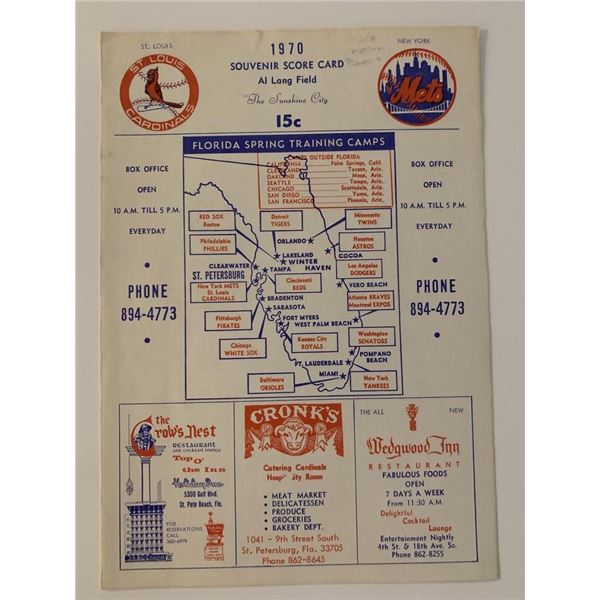 ST. LOUIS
ST. LOUIS
CARDINALS
1970
SOUVENIR SCORE CARD
Al Lang Field
"The Sunshine City
15c
NEW YORK
Mets
FLORIDA SPRING TRAINING CAMPS
OUTSIDE FLORIDA
CALIFORNIA Palm Springs, Calif.
CLEVELAND Tucson, Ariz.
OAKLAND Mesa, Ariz.
SEATTLE Tempe, Ariz.
CHICAGO Scottsdale, Ariz.
SAN DIEGO Yuma, Ariz.
SAN FRANCISCO Phoenix, Ariz.
BOX OFFICE
OPEN
10 A.M. TILL 5 P.M.
EVERYDAY
•
PHONE
894-4773
•
RED SOX
Boston
Detroit
TIGERS
Minnesota
TWINS
Philadelphia
PHILLIES
ORLANDO
Houston
ASTROS
LAKELAND
COCOA
CLEARWATER
WINTER
HAVEN
Los Angeles
DODGERS
ST. PETERSBURG
TAMPA
New York METS
St. Louis
CARDINALS
Cincinnati
REDS
VERO BEACH
BRADENTON
Atlanta BRAVES
Montreal EXPOS
SARASOTA
Pittsburgh
PIRATES
FORT MYERS
WEST PALM BEACH
Chicago
WHITE SOX
Kansas City
ROYALS
Washington
SENATORS
POMPANO
BEACH
FT. LAUDERDALE
MIAMI
Baltimore
ORIOLES
New York
YANKEES
BOX OFFICE
OPEN
10 A.M. TILL 5 P.M.
EVERYDAY
•
PHONE
894-4773
•
the
Crow's Nest
RESTAURANT
AND COCKTAIL LOUNGE
Top O'
the Inn
Holiday Inn
5300 Gulf Blvd.
St. Pete Beach, Fla.
FOR
RESERVATIONS
CALL
360-6978
CRONK'S
Catering Cardinals
Hosp ity Room
• MEAT MARKET
• DELICATESSEN
• PRODUCE
• GROCERIES
• BAKERY DEPT.
1041 - 9th Street South
St. Petersburg, Fla. 33705
Phone 862-8645
THE ALL NEW
Wedgwood Inn
RESTAURANT
FABULOUS FOODS
OPEN
7 DAYS A WEEK
From 11:30 A.M.
Delightful
Cocktail
Lounge
Entertainment Nightly
4th St. & 18th Ave. So.
Phone 862-8255